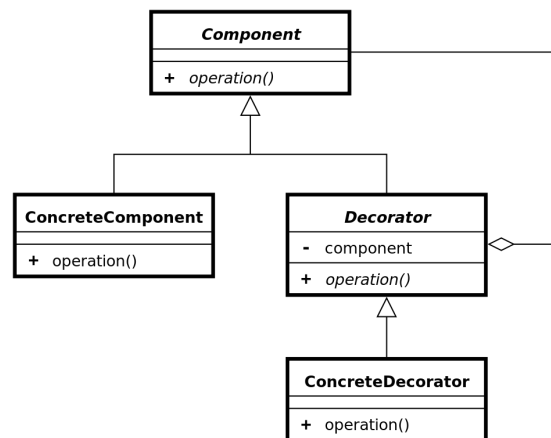 Component
+ operation()
ConcreteComponent
+ operation()
Decorator
- component
+ operation()
ConcreteDecorator
+ operation()